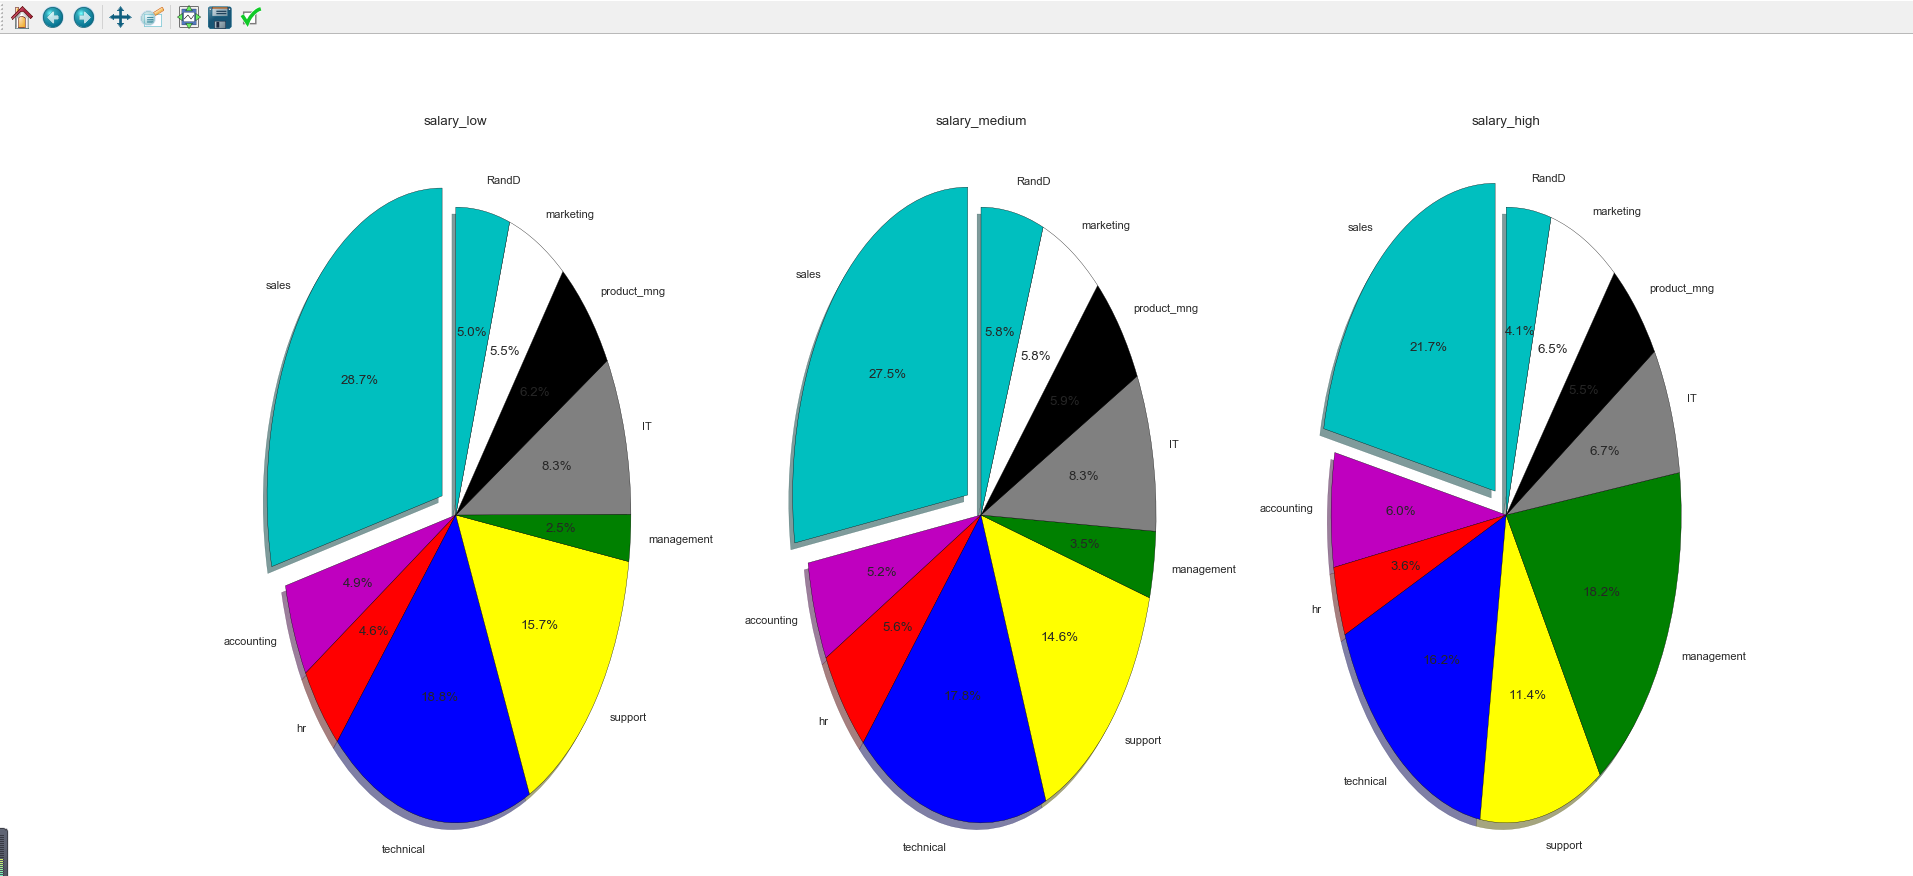 salary_low
RandD
marketing
product_mng
IT
management
support
technical
hr
accounting
sales
5.0%
5.5%
6.2%
8.3%
2.5%
15.7%
4.6%
4.9%
28.7%
salary_medium
RandD
marketing
product_mng
IT
management
support
technical
hr
accounting
sales
5.8%
5.8%
5.9%
8.3%
3.5%
14.6%
5.6%
5.2%
27.5%
salary_high
RandD
marketing
product_mng
IT
management
support
technical
hr
accounting
sales
4.1%
6.5%
5.5%
6.7%
18.2%
11.4%
3.6%
6.0%
21.7%